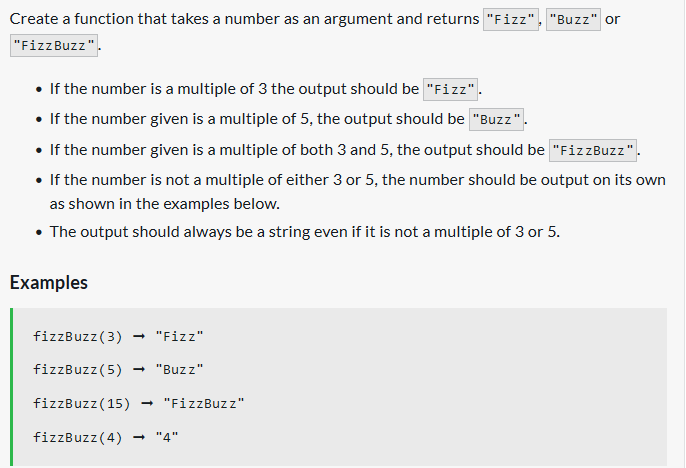 Create a function that takes a number as an argument and returns "Fizz", "Buzz" or
"FizzBuzz".
• If the number is a multiple of 3 the output should be "Fizz".
• If the number given is a multiple of 5, the output should be "Buzz".
• If the number given is a multiple of both 3 and 5, the output should be "FizzBuzz".
• If the number is not a multiple of either 3 or 5, the number should be output on its own
as shown in the examples below.
• The output should always be a string even if it is not a multiple of 3 or 5.
Examples
fizzBuzz(3) ➞ "Fizz"
fizzBuzz(5) ➞ "Buzz"
fizzBuzz(15) ➞ "FizzBuzz"
fizzBuzz(4) ➞ "4"